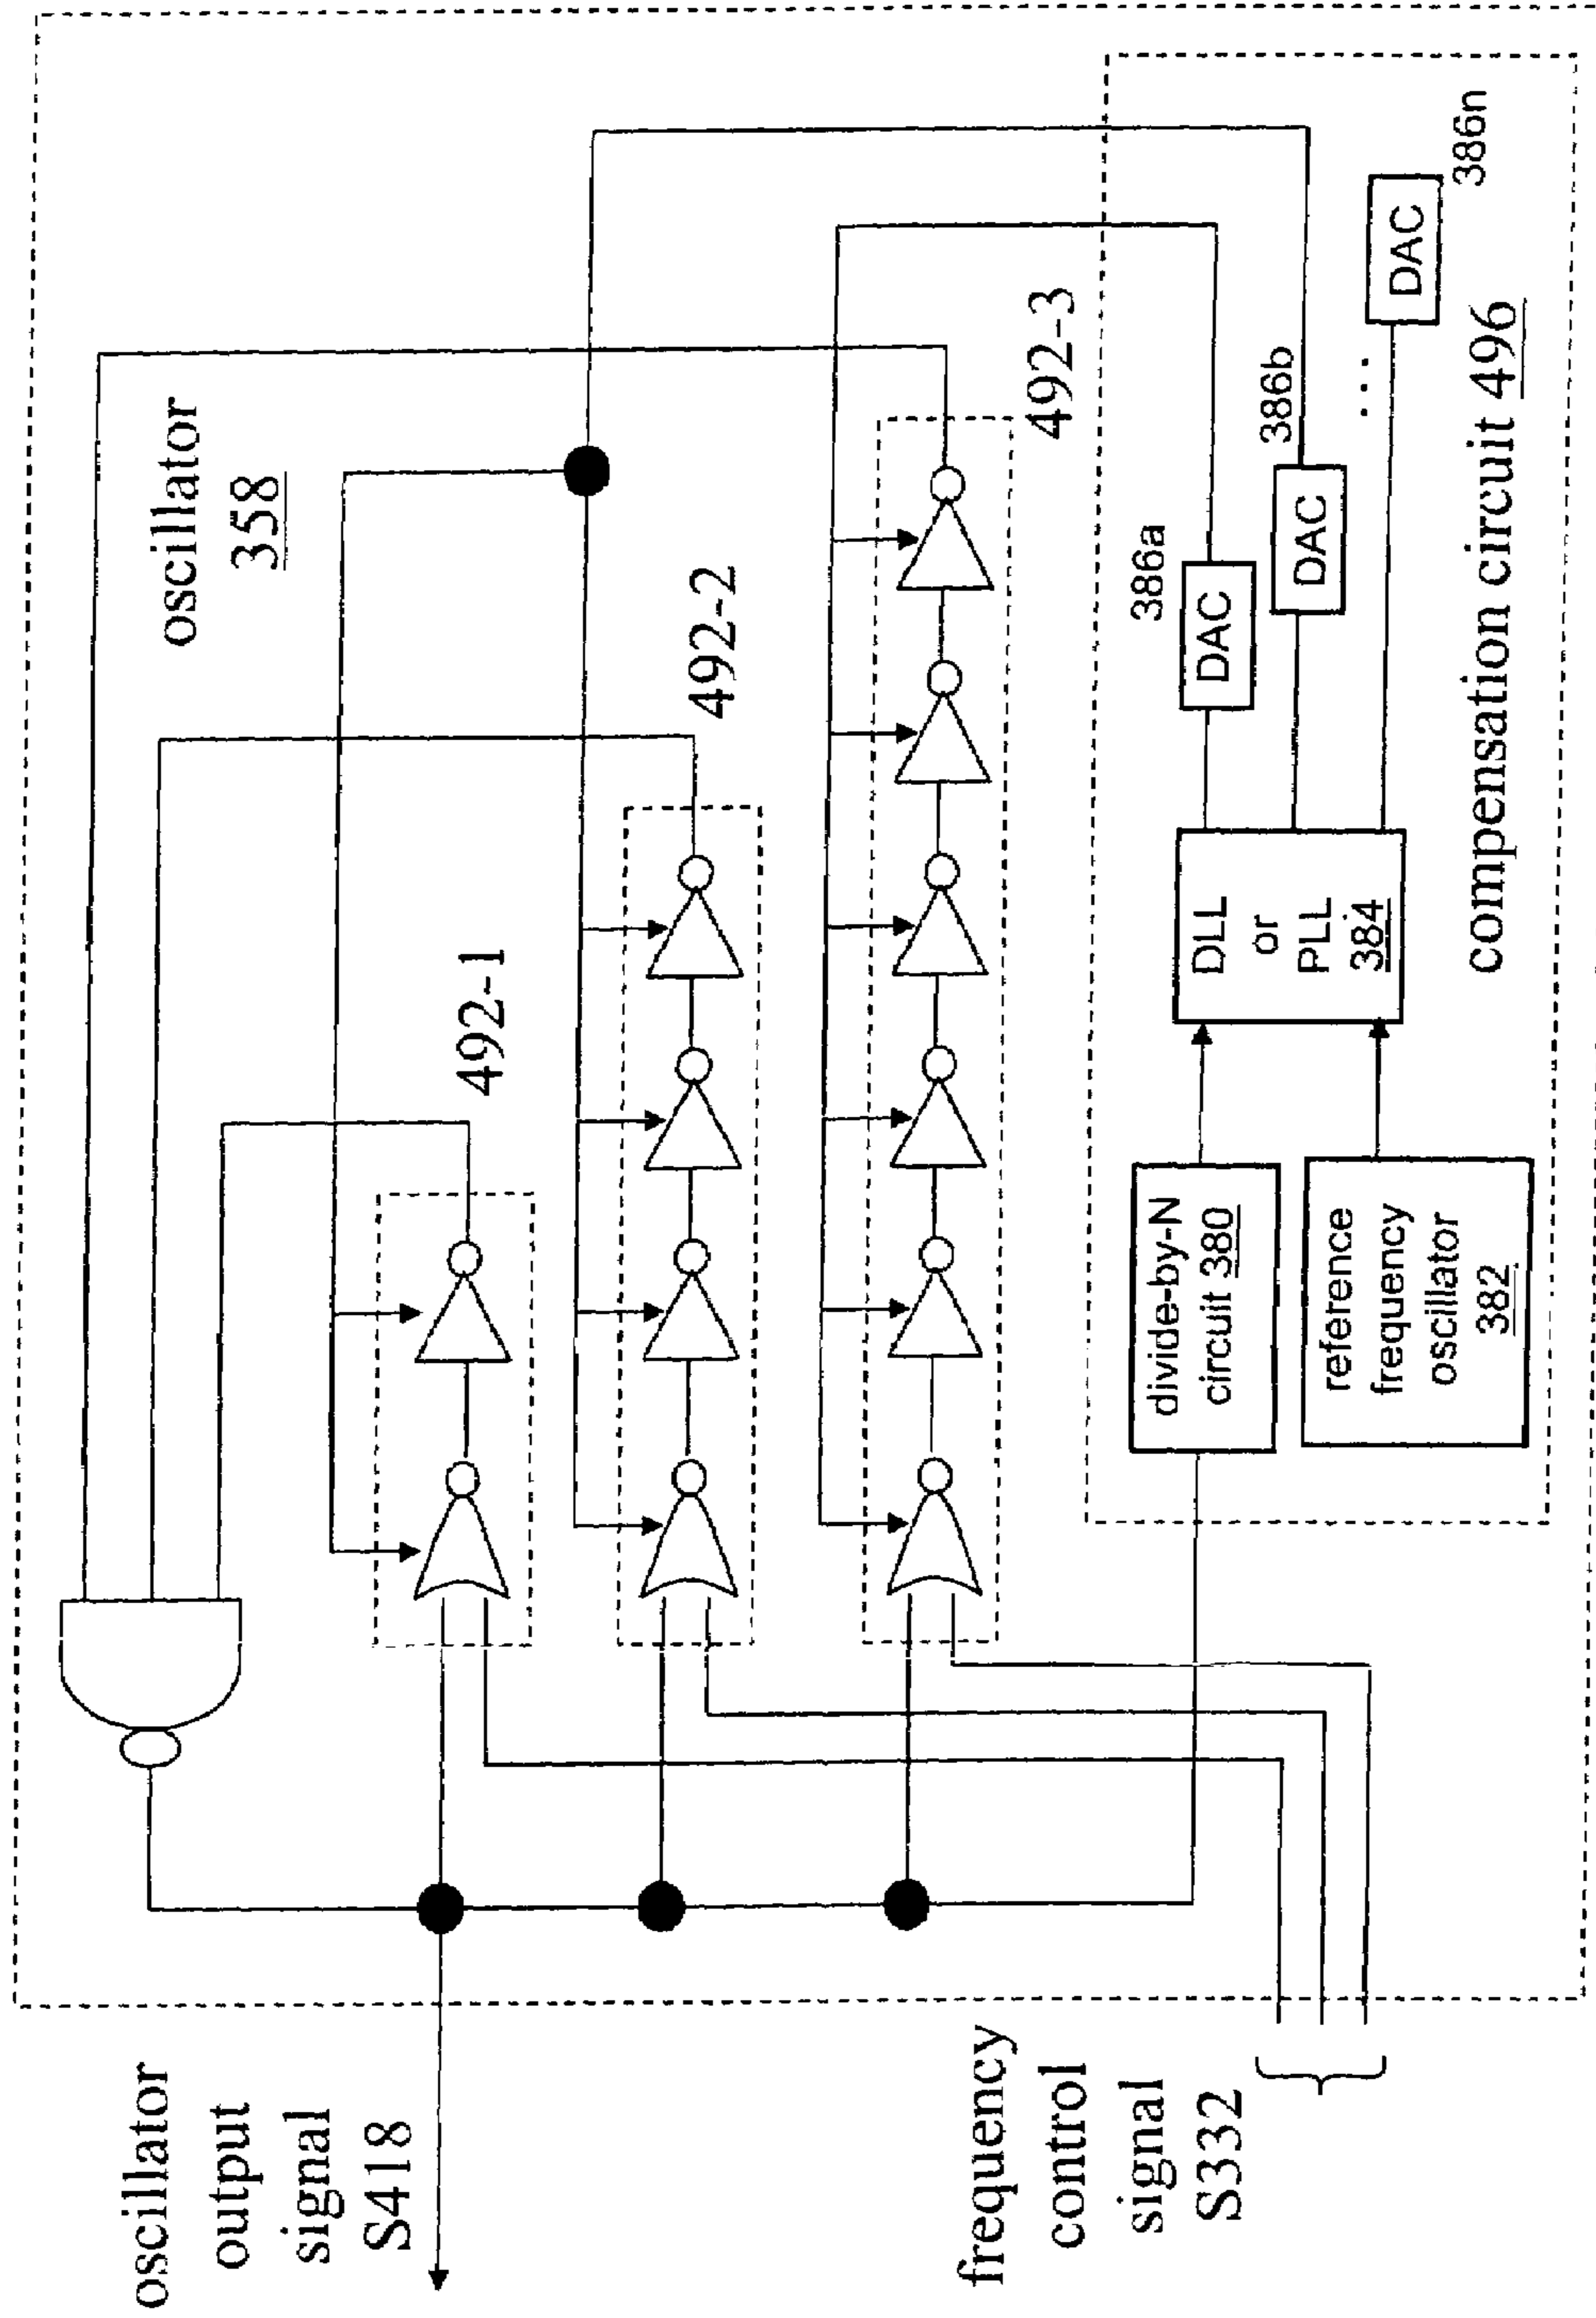 oscillator
358
492-1
492-2
492-3
oscillator
output
signal
S418
frequency
control
signal
S332
divide-by-N
circuit 380
reference
frequency
oscillator
382
DLL
or
PLL
384
386a
DAC
386b
DAC
...
DAC
386n
compensation circuit 496